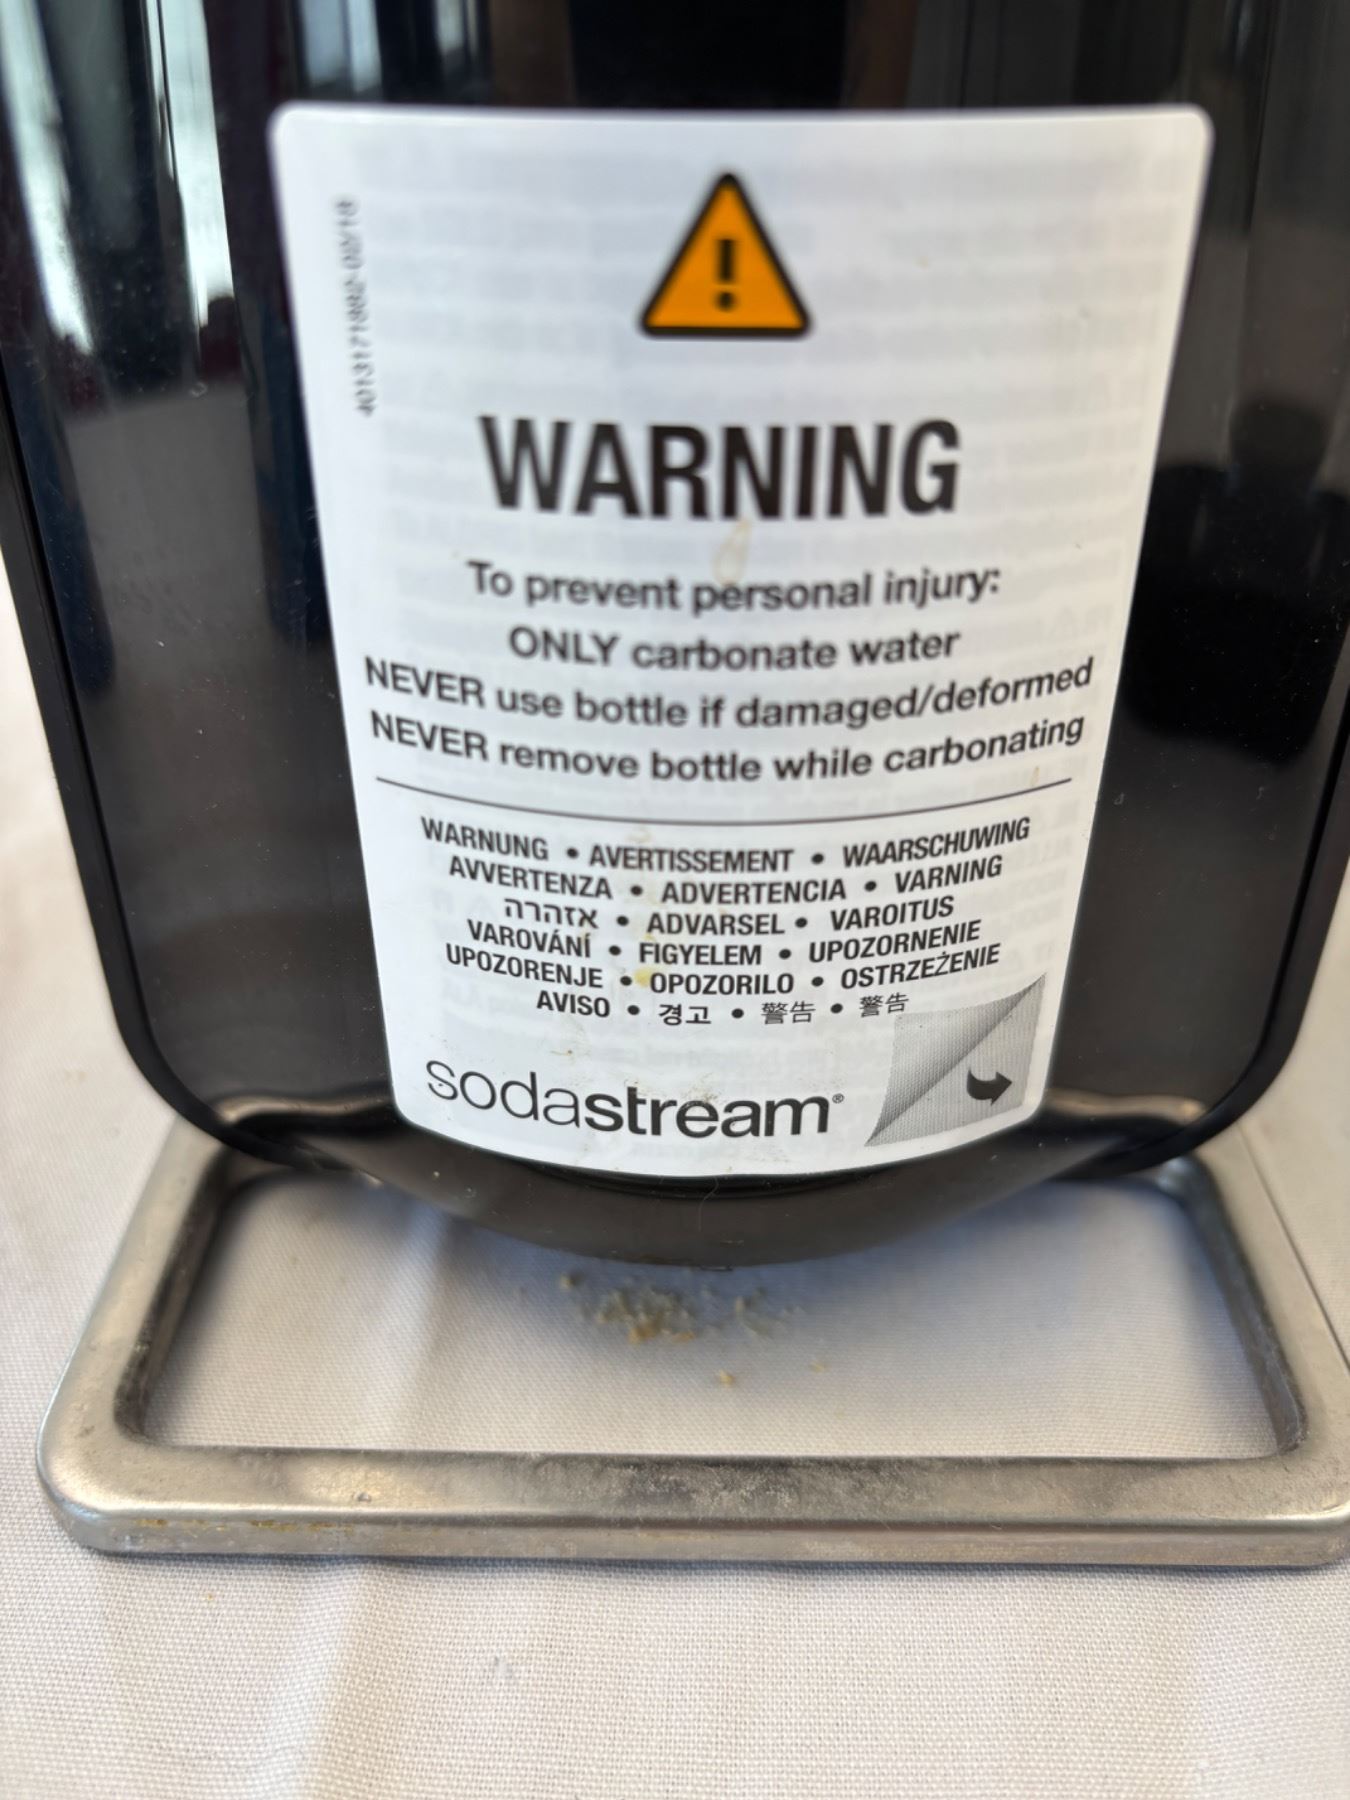 4013171982-00/18
WARNING
To prevent personal injury:
ONLY carbonate water
NEVER use bottle if damaged/deformed
NEVER remove bottle while carbonating
WARNUNG • AVERTISSEMENT • WAARSCHUWING
AVVERTENZA • ADVERTENCIA • VARNING
אזהרה • ADVARSEL • VAROITUS
VAROVÁNÍ • FIGYELEM • UPOZORNENIE
UPOZORENJE • OPOZORILO • OSTRZEŻENIE
AVISO • 경고 • 警告 • 警告
sodastream®